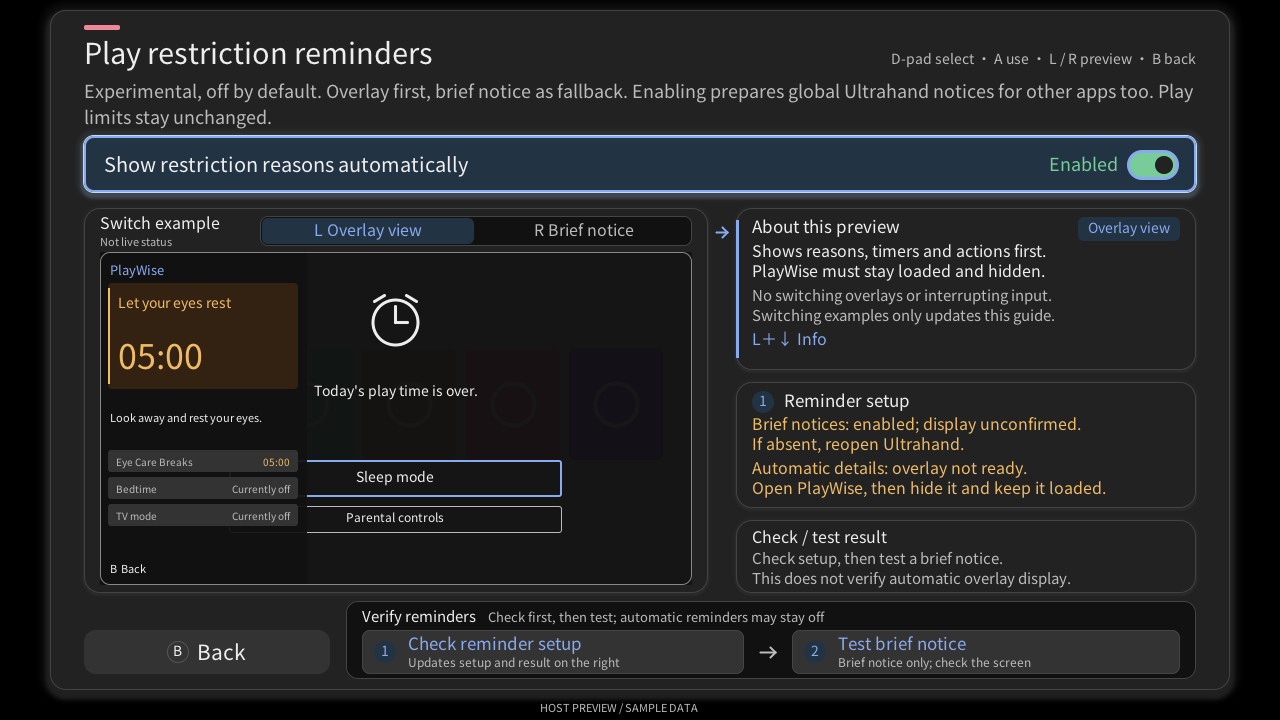 Play restriction reminders
D-pad select • A use • L / R preview • B back
Experimental, off by default. Overlay first, brief notice as fallback. Enabling prepares global Ultrahand notices for other apps too. Play
limits stay unchanged.
Show restriction reasons automatically
Enabled
Switch example
Not live status
L Overlay view
R Brief notice
PlayWise
Let your eyes rest
05:00
Look away and rest your eyes.
Eye Care Breaks 05:00
Bedtime Currently off
TV mode Currently off
B Back
Today's play time is over.
Sleep mode
Parental controls
→
About this preview
Overlay view
Shows reasons, timers and actions first.
PlayWise must stay loaded and hidden.
No switching overlays or interrupting input.
Switching examples only updates this guide.
L+↓ Info
1 Reminder setup
Brief notices: enabled; display unconfirmed.
If absent, reopen Ultrahand.
Automatic details: overlay not ready.
Open PlayWise, then hide it and keep it loaded.
Check / test result
Check setup, then test a brief notice.
This does not verify automatic overlay display.
B Back
Verify reminders Check first, then test; automatic reminders may stay off
1 Check reminder setup
Updates setup and result on the right
→
2 Test brief notice
Brief notice only; check the screen
HOST PREVIEW / SAMPLE DATA